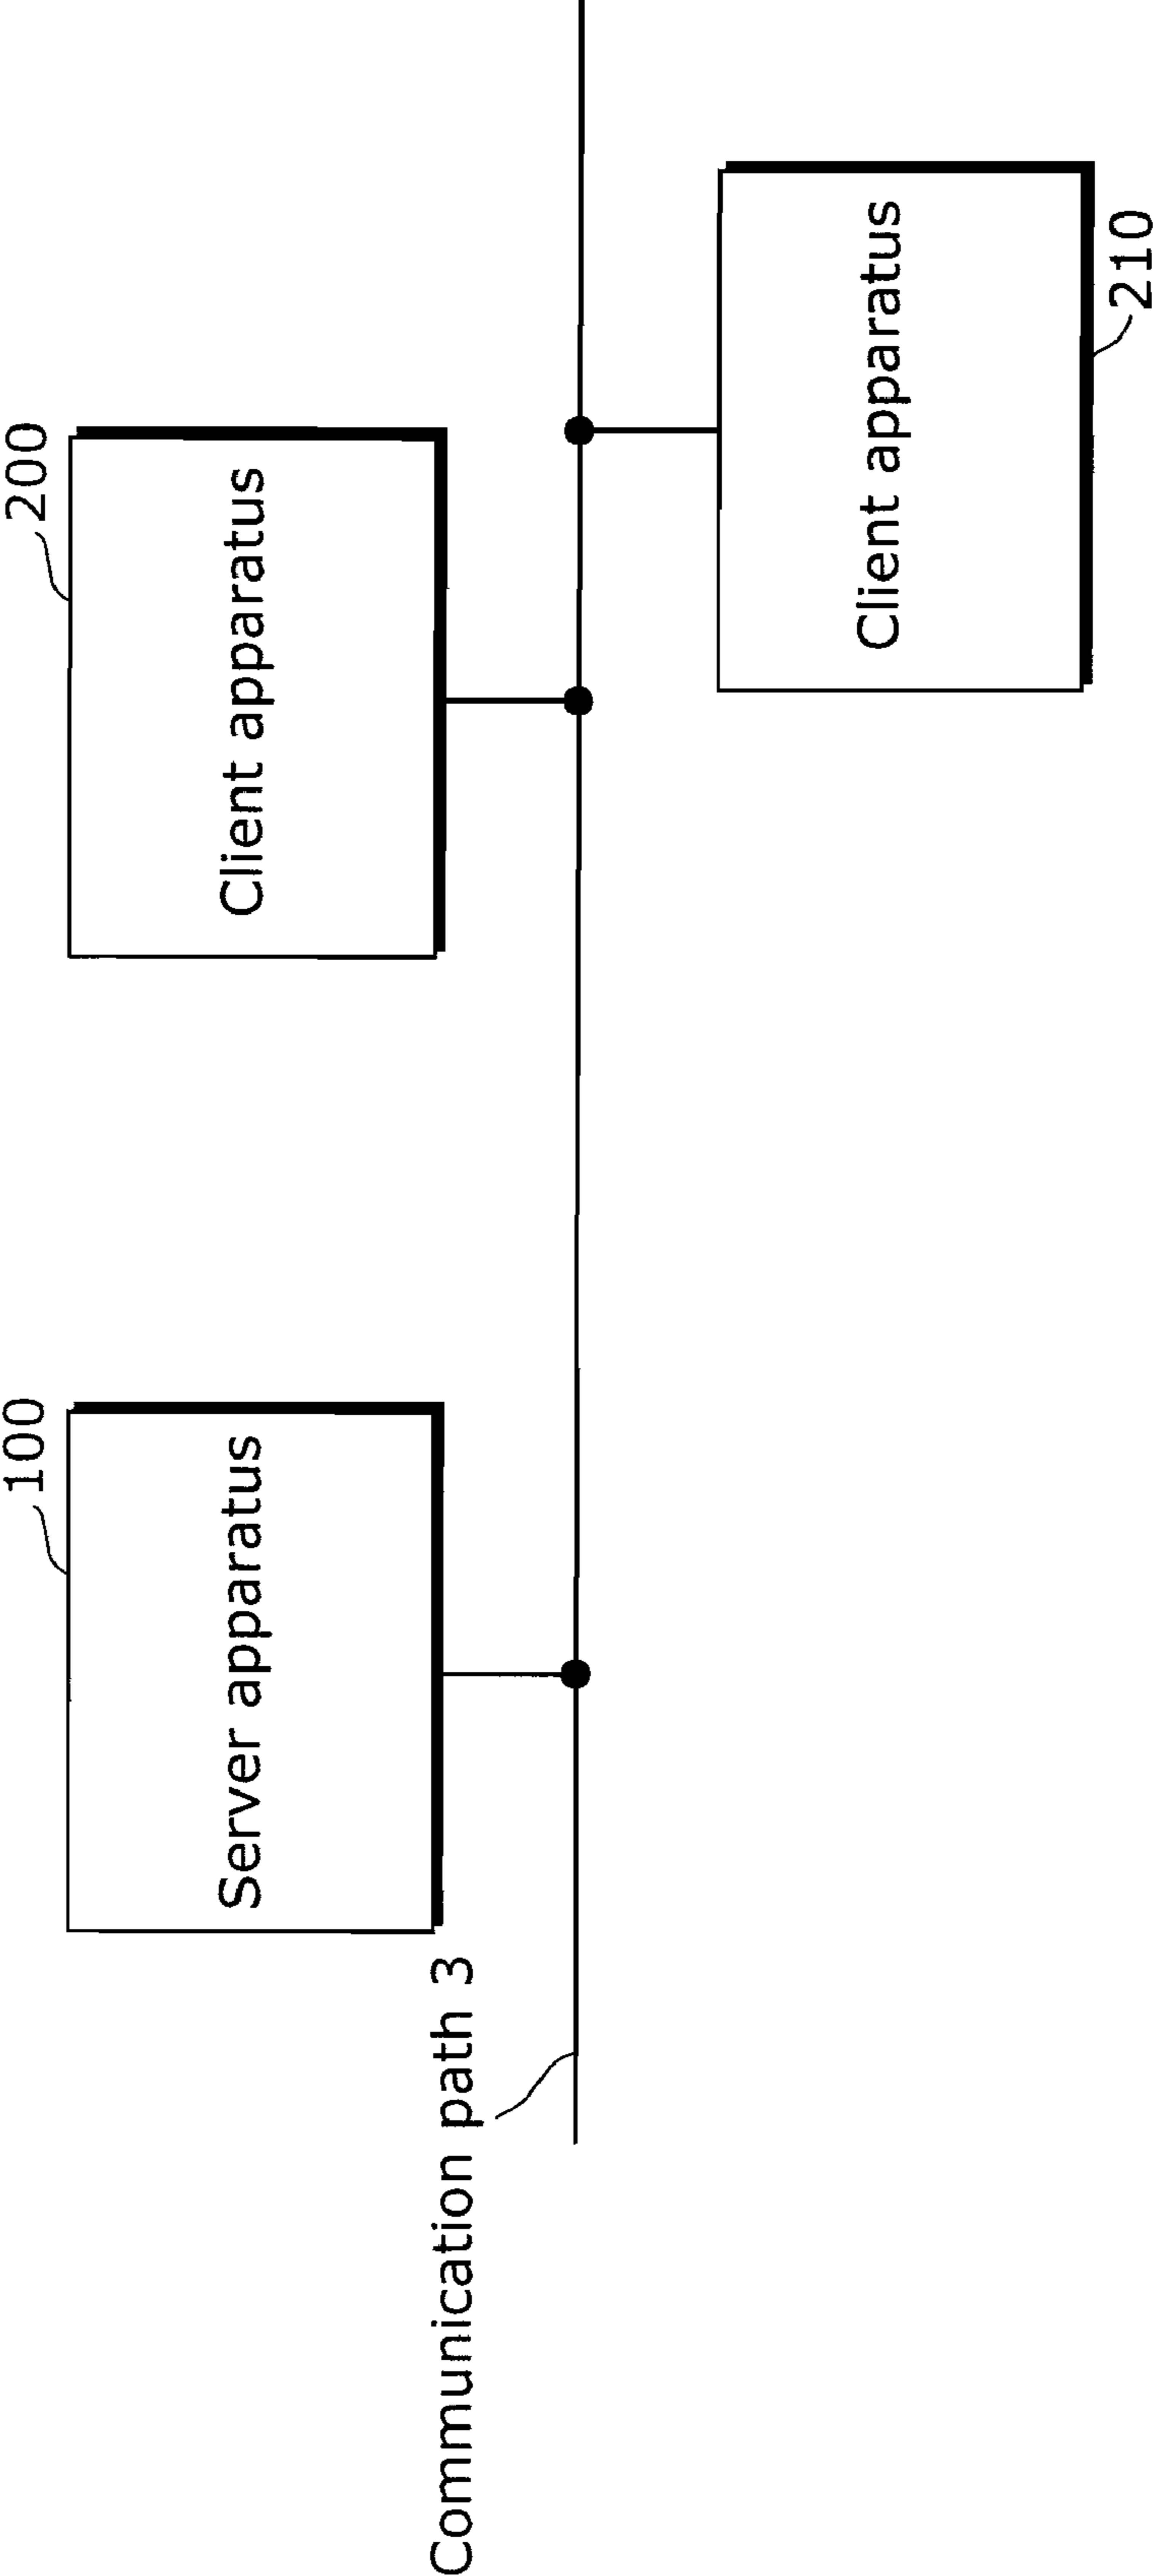 100
200
Server apparatus
Client apparatus
Communication path 3
Client apparatus
210